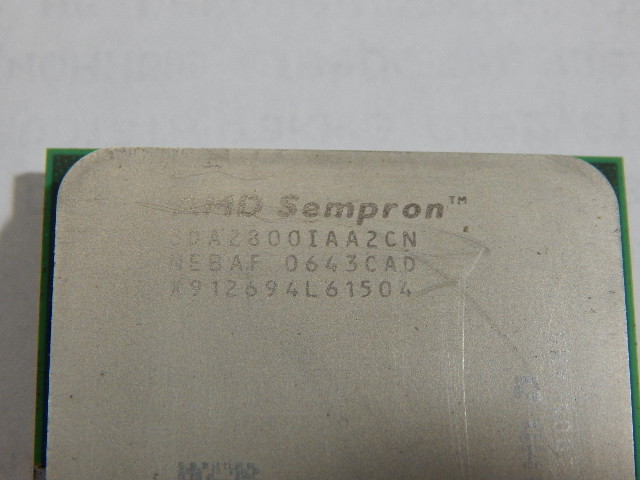 AMD Sempron™
SDA2800IAA2CN
NEBAF 0643CAD
X912694L61504